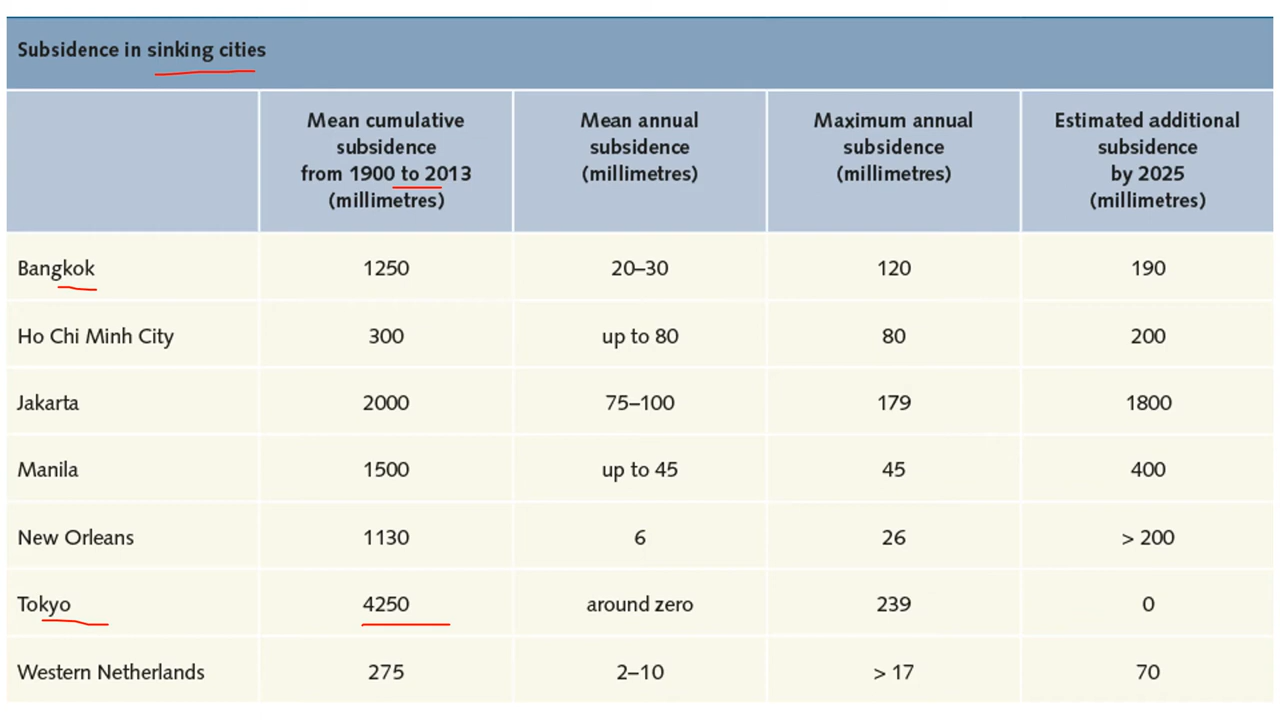 Subsidence in sinking cities
Mean cumulative
subsidence
from 1900 to 2013
(millimetres)
Mean annual
subsidence
(millimetres)
Maximum annual
subsidence
(millimetres)
Estimated additional
subsidence
by 2025
(millimetres)
Bangkok 1250 20–30 120 190
Ho Chi Minh City 300 up to 80 80 200
Jakarta 2000 75–100 179 1800
Manila 1500 up to 45 45 400
New Orleans 1130 6 26 > 200
Tokyo 4250 around zero 239 0
Western Netherlands 275 2–10 > 17 70